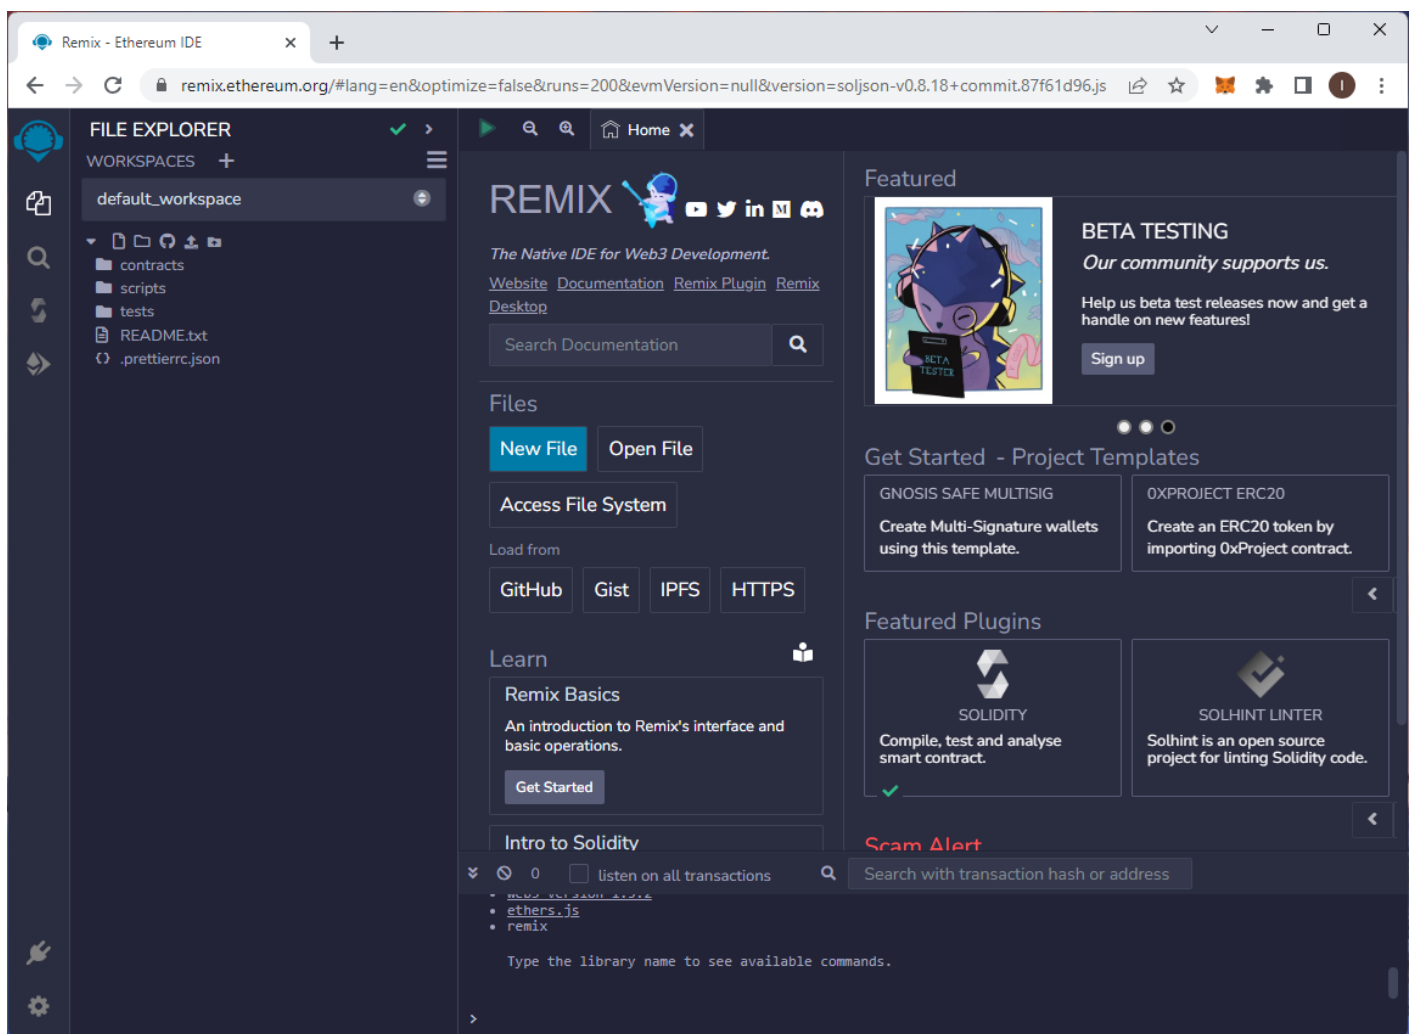 Remix - Ethereum IDE
remix.ethereum.org/#lang=en&optimize=false&runs=200&evmVersion=null&version=soljson-v0.8.18+commit.87f61d96.js
I
FILE EXPLORER
WORKSPACES
default_workspace
contracts
scripts
tests
README.txt
.prettierrc.json
Home
REMIX
in
M
The Native IDE for Web3 Development.
Website Documentation Remix Plugin Remix
Desktop
Search Documentation
Files
New File Open File
Access File System
Load from
GitHub Gist IPFS HTTPS
Learn
Remix Basics
An introduction to Remix's interface and
basic operations.
Get Started
Intro to Solidity
Featured
BETA
TESTER
BETA TESTING
Our community supports us.
Help us beta test releases now and get a
handle on new features!
Sign up
Get Started - Project Templates
GNOSIS SAFE MULTISIG
Create Multi-Signature wallets
using this template.
0XPROJECT ERC20
Create an ERC20 token by
importing 0xProject contract.
Featured Plugins
SOLIDITY
Compile, test and analyse
smart contract.
SOLHINT LINTER
Solhint is an open source
project for linting Solidity code.
Scam Alert
0 listen on all transactions Search with transaction hash or address
web3 version 1.5.2
ethers.js
remix
Type the library name to see available commands.
>